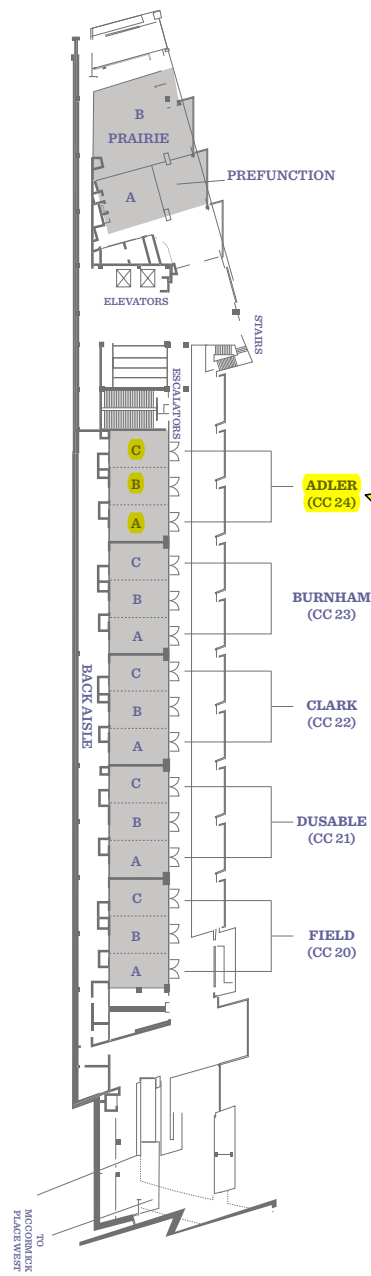 B
PRAIRIE
PREFUNCTION
A
ELEVATORS
STAIRS
ESCALATORS
C
B
A
ADLER
(CC 24)
C
B
A
BURNHAM
(CC 23)
BACK AISLE
C
B
A
CLARK
(CC 22)
C
B
A
DUSABLE
(CC 21)
C
B
A
FIELD
(CC 20)
TO
MCCORMICK
PLACE WEST